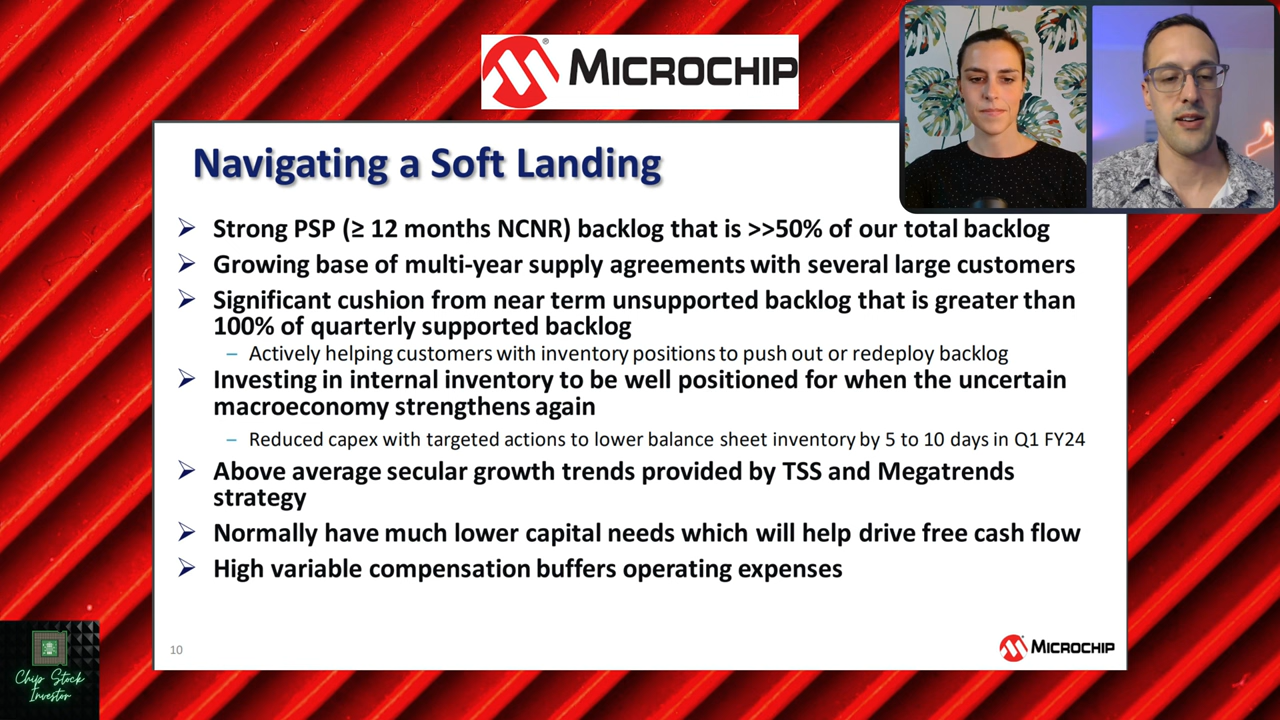 MICROCHIP
Navigating a Soft Landing
Strong PSP (≥ 12 months NCNR) backlog that is >>50% of our total backlog
Growing base of multi-year supply agreements with several large customers
Significant cushion from near term unsupported backlog that is greater than
100% of quarterly supported backlog
– Actively helping customers with inventory positions to push out or redeploy backlog
Investing in internal inventory to be well positioned for when the uncertain
macroeconomy strengthens again
– Reduced capex with targeted actions to lower balance sheet inventory by 5 to 10 days in Q1 FY24
Above average secular growth trends provided by TSS and Megatrends
strategy
Normally have much lower capital needs which will help drive free cash flow
High variable compensation buffers operating expenses
10
MICROCHIP
Chip Stock
Investor